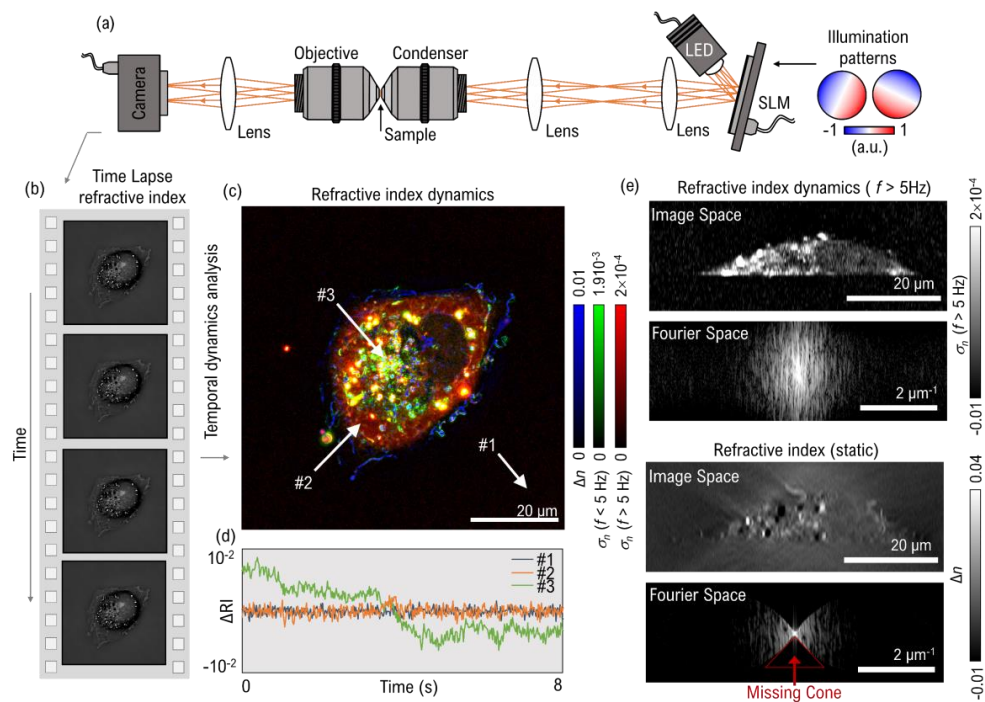 (a)
Camera
Lens
Objective
Condenser
Sample
Lens
Lens
LED
SLM
Illumination
patterns
-1
1
(a.u.)
(b)
Time Lapse
refractive index
Time
Temporal dynamics analysis
(c)
Refractive index dynamics
#3
#2
#1
20 µm
0 0.01
Δn
0 1.910⁻³
σn (f < 5 Hz)
0 2×10⁻⁴
σn (f > 5 Hz)
(d)
10⁻²
ΔRI
-10⁻²
#1
#2
#3
0
Time (s)
8
(e)
Refractive index dynamics ( f > 5Hz)
Image Space
20 µm
Fourier Space
2 µm⁻¹
-0.01 2×10⁻⁴
σn (f > 5 Hz)
Refractive index (static)
Image Space
20 µm
Fourier Space
2 µm⁻¹
Missing Cone
-0.01 0.04
Δn